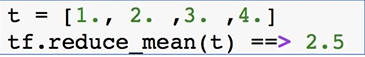 t = [1., 2. ,3. ,4.]
tf.reduce_mean(t) ==> 2.5